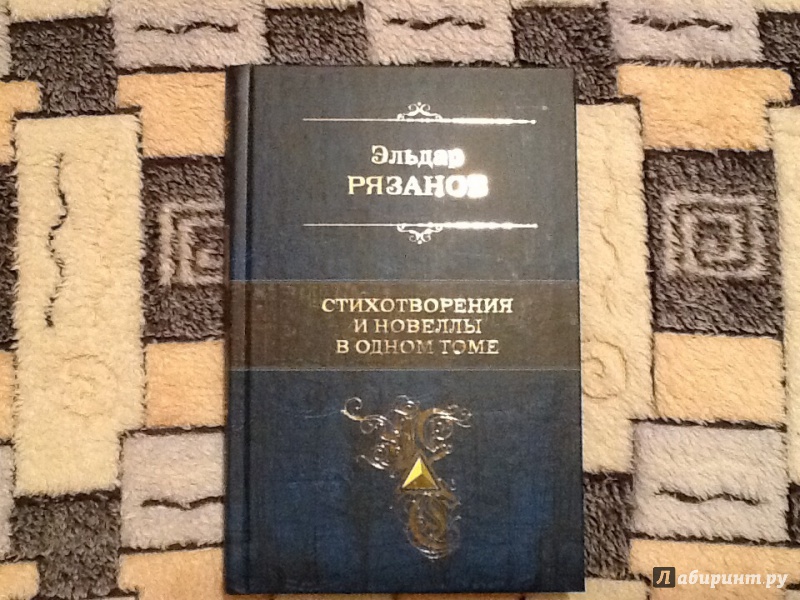 Эльдар
РЯЗАНОВ
СТИХОТВОРЕНИЯ
И НОВЕЛЛЫ
В ОДНОМ ТОМЕ
Лабиринт.ру